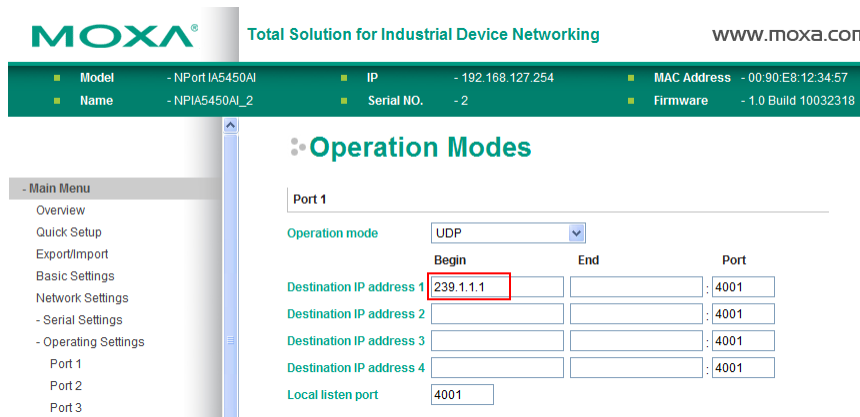 MOXA® Total Solution for Industrial Device Networking www.moxa.com
Model - NPort IA5450AI IP - 192.168.127.254 MAC Address - 00:90:E8:12:34:57
Name - NPIA5450AI_2 Serial NO. - 2 Firmware - 1.0 Build 10032318
Operation Modes
- Main Menu
Overview
Quick Setup
Export/Import
Basic Settings
Network Settings
- Serial Settings
- Operating Settings
Port 1
Port 2
Port 3
Port 1
Operation mode UDP
Begin End Port
Destination IP address 1 239.1.1.1 : 4001
Destination IP address 2 : 4001
Destination IP address 3 : 4001
Destination IP address 4 : 4001
Local listen port 4001